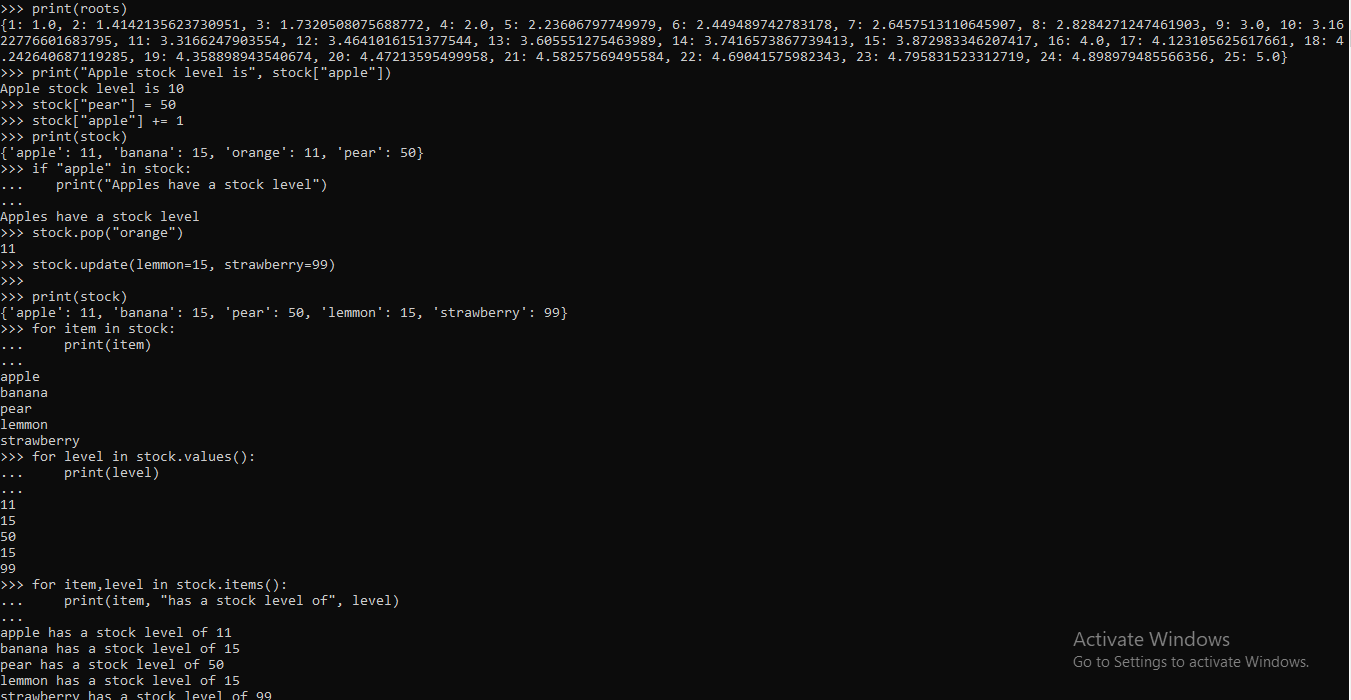 >>> print(roots)
{1: 1.0, 2: 1.4142135623730951, 3: 1.7320508075688772, 4: 2.0, 5: 2.23606797749979, 6: 2.449489742783178, 7: 2.6457513110645907, 8: 2.8284271247461903, 9: 3.0, 10: 3.16
22776601683795, 11: 3.3166247903554, 12: 3.4641016151377544, 13: 3.605551275463989, 14: 3.7416573867739413, 15: 3.872983346207417, 16: 4.0, 17: 4.123105625617661, 18: 4
.242640687119285, 19: 4.358898943540674, 20: 4.47213595499958, 21: 4.58257569495584, 22: 4.69041575982343, 23: 4.795831523312719, 24: 4.898979485566356, 25: 5.0}
>>> print("Apple stock level is", stock["apple"])
Apple stock level is 10
>>> stock["pear"] = 50
>>> stock["apple"] += 1
>>> print(stock)
{'apple': 11, 'banana': 15, 'orange': 11, 'pear': 50}
>>> if "apple" in stock:
...    print("Apples have a stock level")
...
Apples have a stock level
>>> stock.pop("orange")
11
>>> stock.update(lemmon=15, strawberry=99)
>>>
>>> print(stock)
{'apple': 11, 'banana': 15, 'pear': 50, 'lemmon': 15, 'strawberry': 99}
>>> for item in stock:
...     print(item)
...
apple
banana
pear
lemmon
strawberry
>>> for level in stock.values():
...     print(level)
...
11
15
50
15
99
>>> for item,level in stock.items():
...     print(item, "has a stock level of", level)
...
apple has a stock level of 11
banana has a stock level of 15
pear has a stock level of 50
lemmon has a stock level of 15
strawberry has a stock level of 99
Activate Windows
Go to Settings to activate Windows.